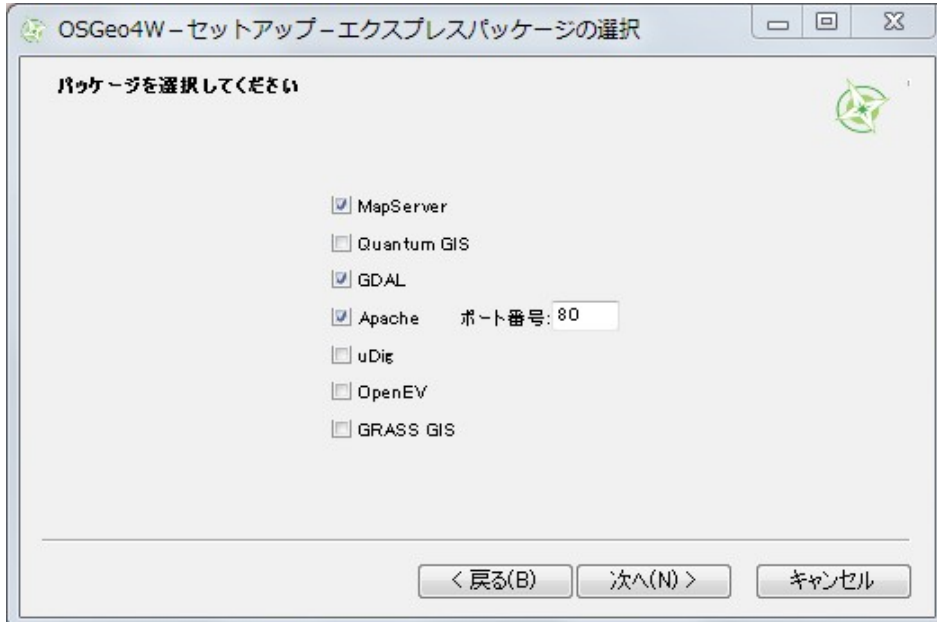 OSGeo4W－セットアップ－エクスプレスパッケージの選択
パッケージを選択してください
MapServer
Quantum GIS
GDAL
Apache ポート番号: 80
uDig
OpenEV
GRASS GIS
< 戻る(B) 次へ(N) > キャンセル